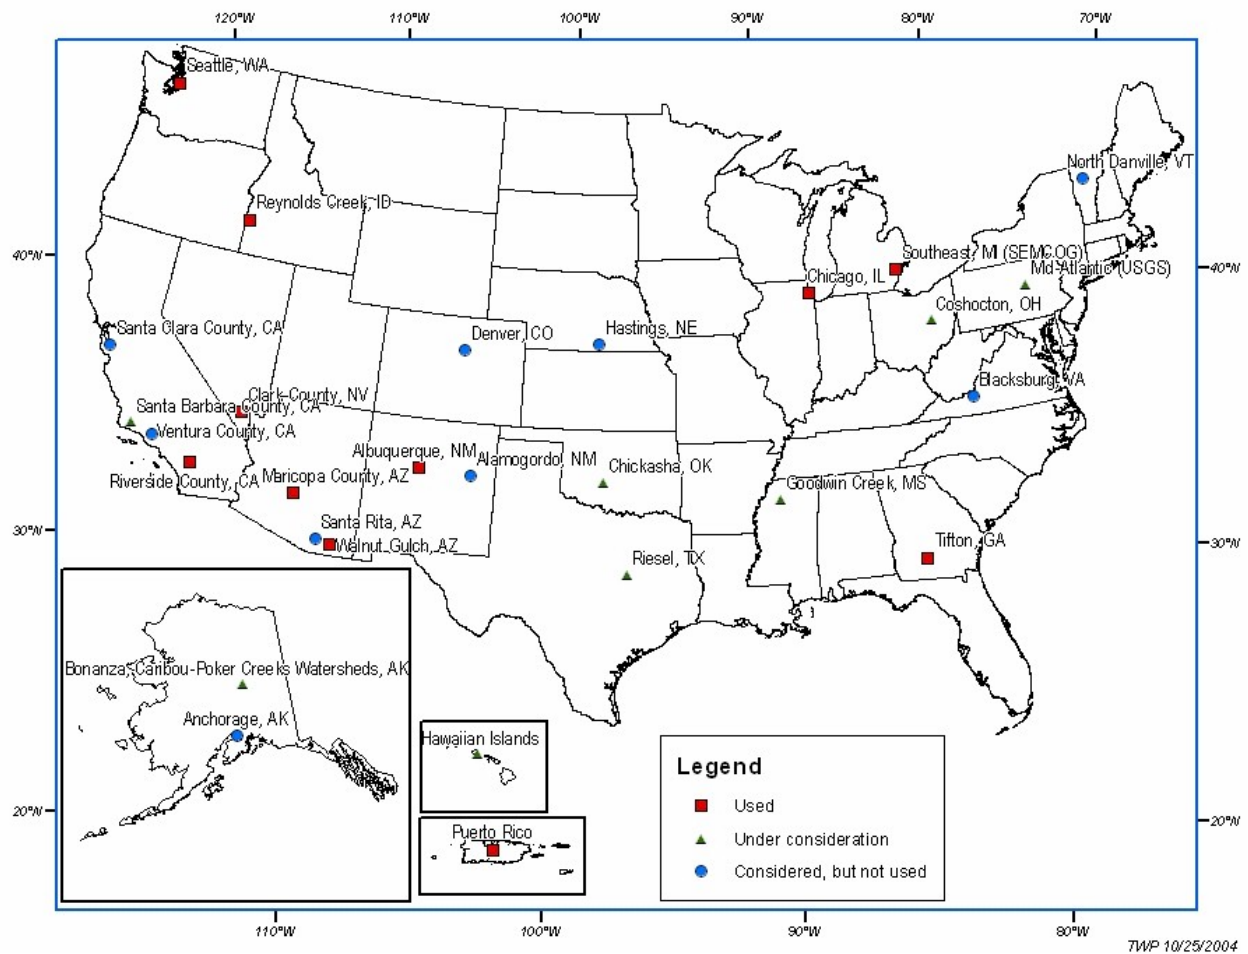 120°W 110°W 100°W 90°W 80°W 70°W
Seattle, WA
North Danville, VT
Reynolds Creek, ID
40°W
Southeast, MI (SEMCOG)
40°W
Md-Atlantic (USGS)
Chicago, IL
Coshocton, OH
Santa Clara County, CA
Denver, CO
Hastings, NE
Blacksburg, VA
Clark County, NV
Santa Barbara County, CA
Ventura County, CA
Albuquerque, NM
Alamogordo, NM
Chickasha, OK
Riverside County, CA
Maricopa County, AZ
Goodwin Creek, MS
Santa Rita, AZ
30°W
30°W
Walnut Gulch, AZ
Tifton, GA
Riesel, TX
Bonanza, Caribou-Poker Creeks Watersheds, AK
Anchorage, AK
Hawaiian Islands
Legend
Used
20°W
20°W
Puerto Rico
Under consideration
Considered, but not used
110°W 100°W 90°W 80°W
TWP 10/25/2004